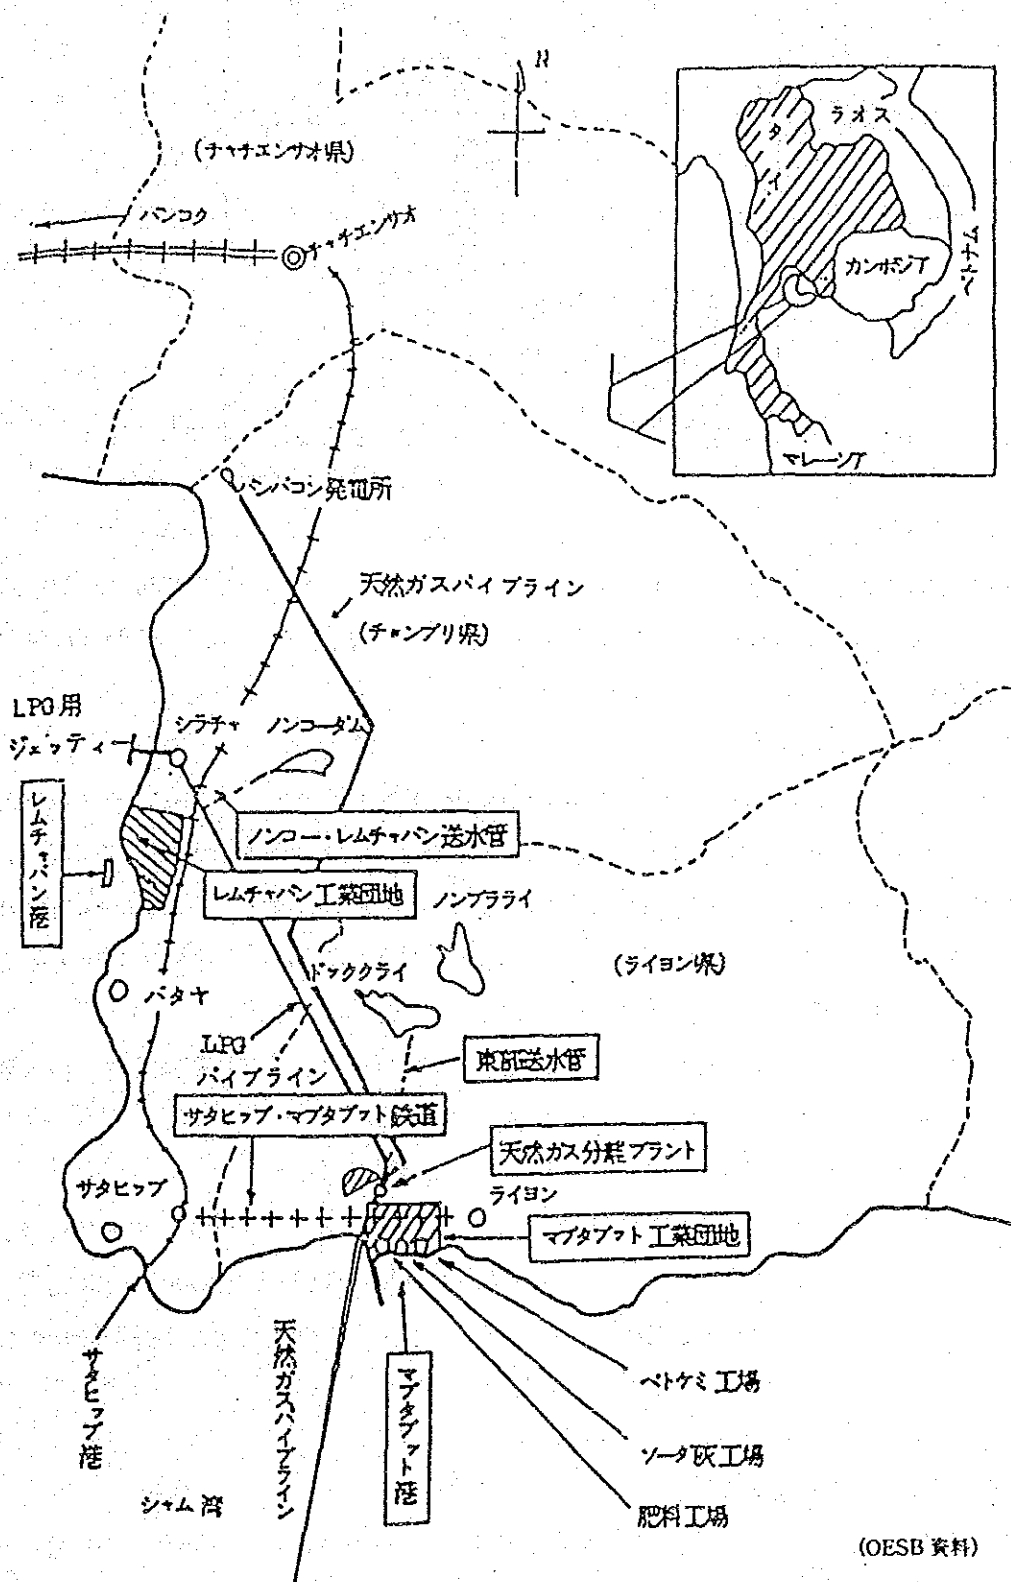 N
(チャチエンサオ県)
バンコク
チャチエンサオ
ラオス
タイ
カンボジア
ベトナム
マレーシア
バンパコン発電所
天然ガスパイプライン
(チョンブリ県)
LPG用
ジェッティー
シラチャ
ノンコーダム
レムチャバン港
ノンコー・レムチャバン送水管
レムチャバン工業団地
ノンプラライ
ドッククライ
(ライヨン県)
パタヤ
LPG
パイプライン
東部送水管
サタヒップ・マプタプット鉄道
天然ガス分離プラント
サタヒップ
ライヨン
マプタプット工業団地
サタヒップ港
天然ガスパイプライン
マプタプット港
ペトケミ工場
ソーダ灰工場
肥料工場
シャム湾
(OESB 資料)